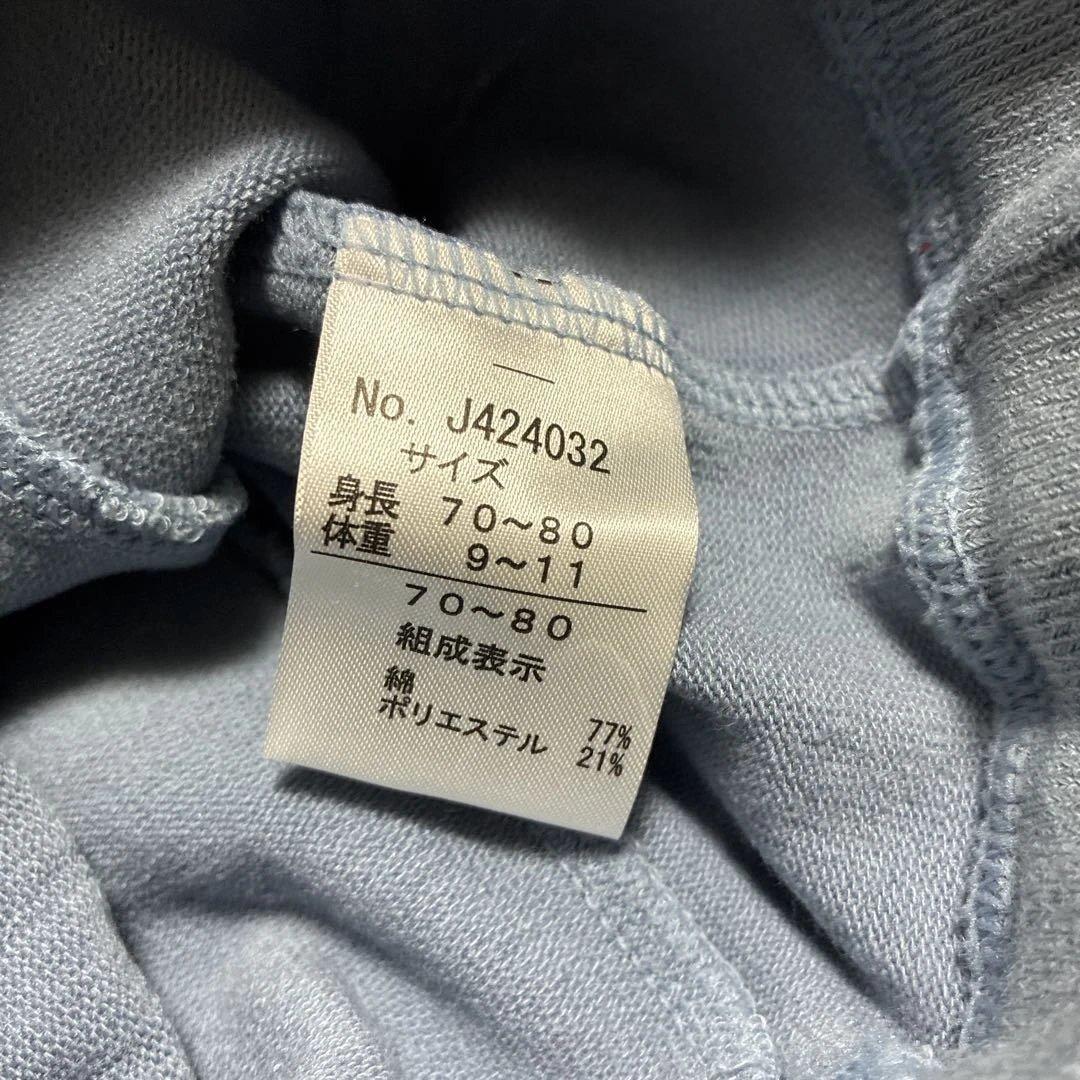 No. J424032
サイズ
身長 70～80
体重 9～11
70～80
組成表示
綿 77%
ポリエステル 21%